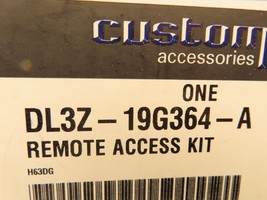 custom
accessories
ONE
DL3Z-19G364-A
REMOTE ACCESS KIT
H63DG